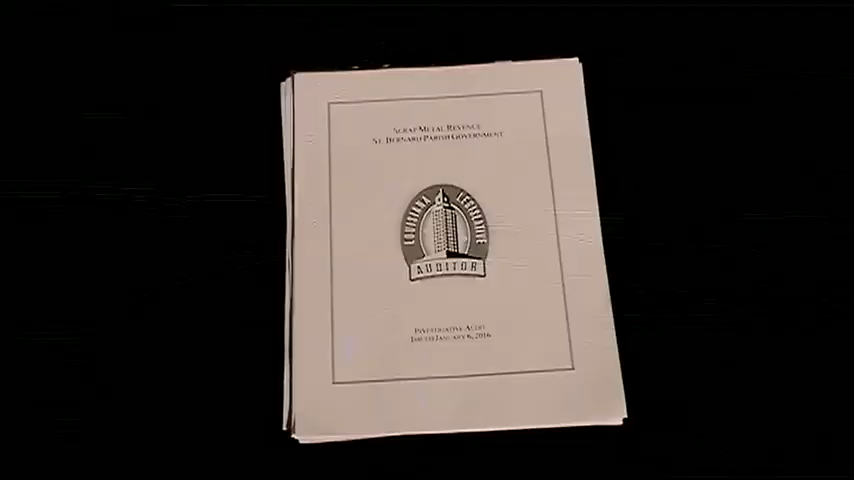 SCRAP METAL REVENUE
ST. BERNARD PARISH GOVERNMENT
LOUISIANA LEGISLATIVE
AUDITOR
INVESTIGATIVE AUDIT
ISSUED JANUARY 6, 2016